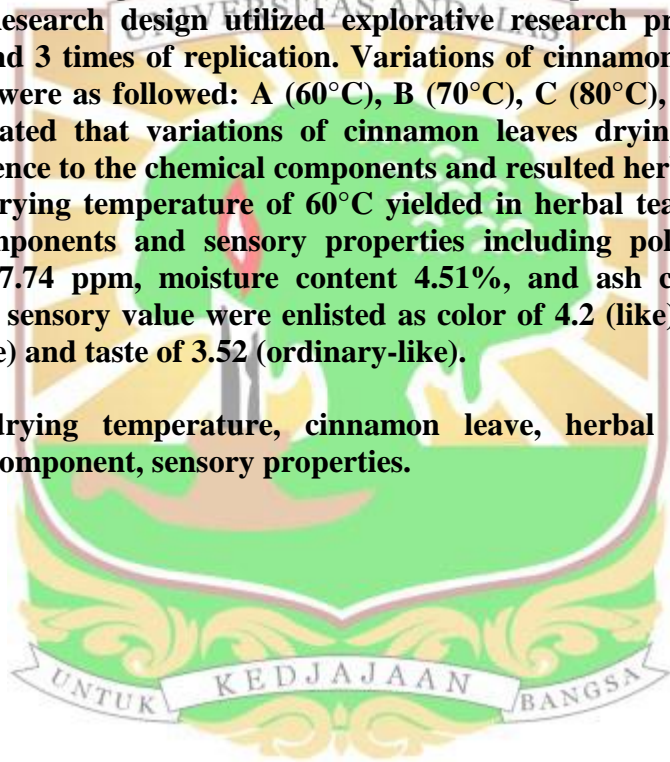 esearch design utilized explorative research pr
nd 3 times of replication. Variations of cinnamon
were as followed: A (60°C), B (70°C), C (80°C),
ated that variations of cinnamon leaves dryin
ence to the chemical components and resulted her
rying temperature of 60°C yielded in herbal tea
mponents and sensory properties including pol
7.74 ppm, moisture content 4.51%, and ash c
sensory value were enlisted as color of 4.2 (like)
e) and taste of 3.52 (ordinary-like).
rying temperature, cinnamon leave, herbal
omponent, sensory properties.
UNTUK KEDJAJAAN BANGSA